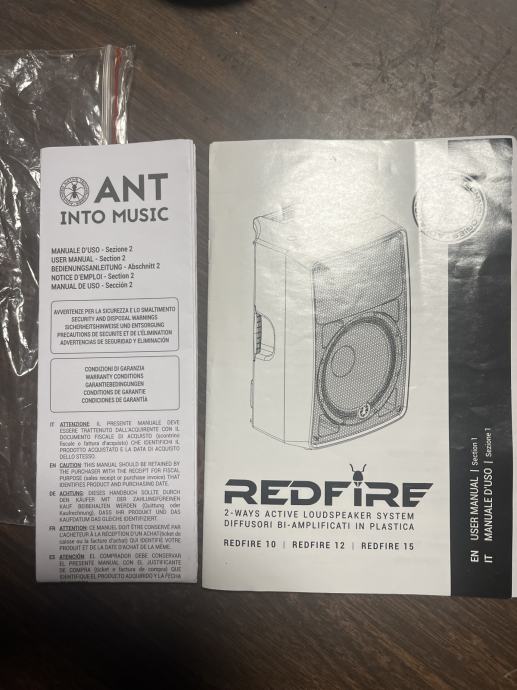 ANT
INTO MUSIC
MANUALE D'USO - Sezione 2
USER MANUAL - Section 2
BEDIENUNGSANLEITUNG - Abschnitt 2
NOTICE D'EMPLOI - Section 2
MANUAL DE USO - Sección 2
AVVERTENZE PER LA SICUREZZA E LO SMALTIMENTO
SECURITY AND DISPOSAL WARNINGS
SICHERHEITSHINWEISE UND ENTSORGUNG
PRECAUTIONS DE SECURITE ET DE L'ÉLIMINATION
ADVERTENCIAS DE SEGURIDAD Y ELIMINACIÓN
CONDIZIONI DI GARANZIA
WARRANTY CONDITIONS
GARANTIEBEDINGUNGEN
CONDITIONS DE GARANTIE
CONDICIONES DE GARANTÍA
IT ATTENZIONE IL PRESENTE MANUALE DEVE
ESSERE TRATTENUTO DALL'ACQUIRENTE CON IL
DOCUMENTO FISCALE DI ACQUISTO (scontrino
fiscale o fattura d'acquisto) CHE IDENTIFICHI IL
PRODOTTO ACQUISTATO E LA DATA DI ACQUISTO
DELLO STESSO.
EN CAUTION: THIS MANUAL SHOULD BE RETAINED BY
THE PURCHASER WITH THE RECEIPT FOR FISCAL
PURPOSE (sales receipt or purchase invoice) THAT
IDENTIFIES PRODUCT AND PURCHASING DATE.
DE ACHTUNG: DIESES HANDBUCH SOLLTE DURCH
DEN KÄUFER MIT DER ZAHLUNGFÜREINEN
KAUF BEIBEHALTEN WERDEN (Quittung oder
Kaufrechnung), DASS IHR PRODUKT UND DAS
KAUFDATUM DAS GLEICHE IDENTIFIZIERT.
FR ATTENTION: CE MANUEL DOIT ÊTRE CONSERVÉ PAR
L'ACHÉTEUR À LA RÉCEPTION D'UN ACHAT (ticket de
caisse ou la facture d'achat) QUI IDENTIFIE VOTRE
PRODUIT ET DE LA DATE D'ACHAT DE LA MÊME.
ES ATENCIÓN EL COMPRADOR DEBE CONSERVAR
EL PRESENTE MANUAL CON EL JUSTIFICANTE
DE COMPRA (ticket o factura de compra) QUE
IDENTIFIQUE EL PRODUCTO ADQUIRIDO Y LA FECHA
REDFIRE
2-WAYS ACTIVE LOUDSPEAKER SYSTEM
DIFFUSORI BI-AMPLIFICATI IN PLASTICA
REDFIRE 10 | REDFIRE 12 | REDFIRE 15
EN USER MANUAL | Section 1
IT MANUALE D'USO | Sezione 1